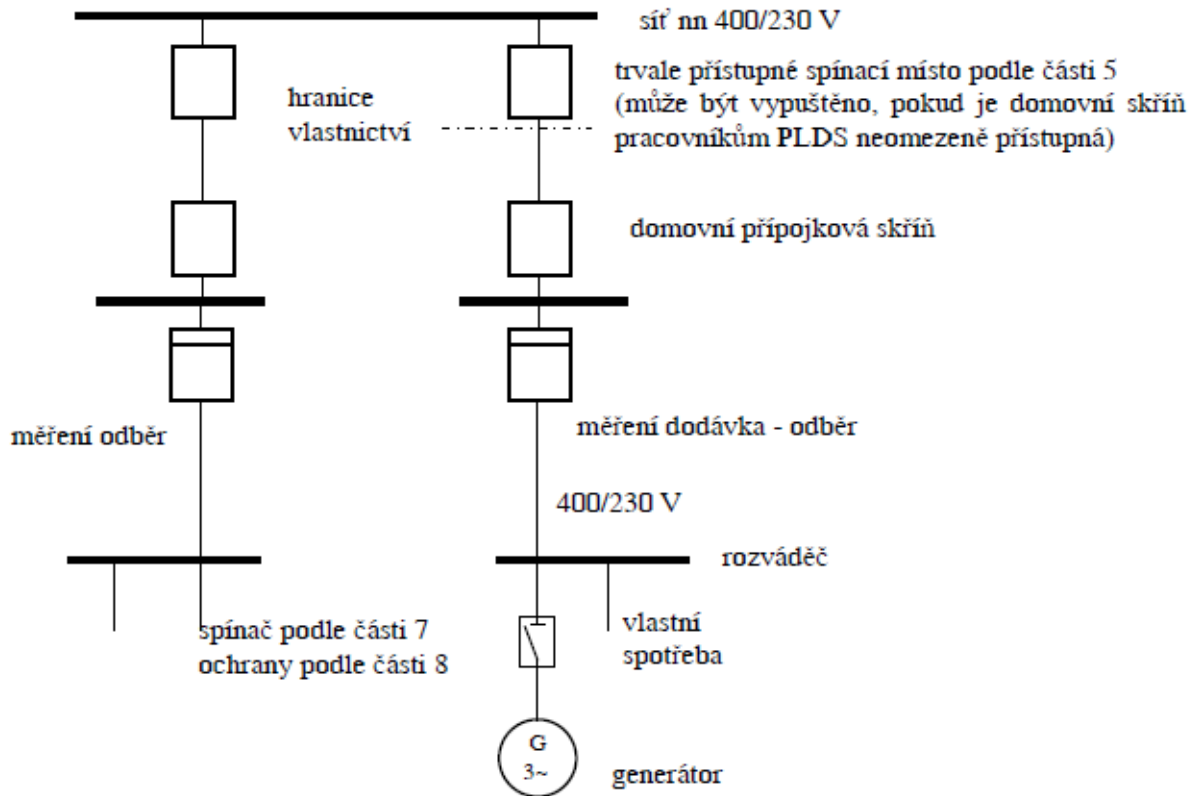 síť nn 400/230 V
trvale přístupné spínací místo podle části 5
(může být vypuštěno, pokud je domovní skříň
pracovníkům PLDS neomezeně přístupná)
hranice
vlastnictví
domovní přípojková skříň
měření odběr
měření dodávka - odběr
400/230 V
rozváděč
spínač podle části 7
ochrany podle části 8
vlastní
spotřeba
G
3~
generátor